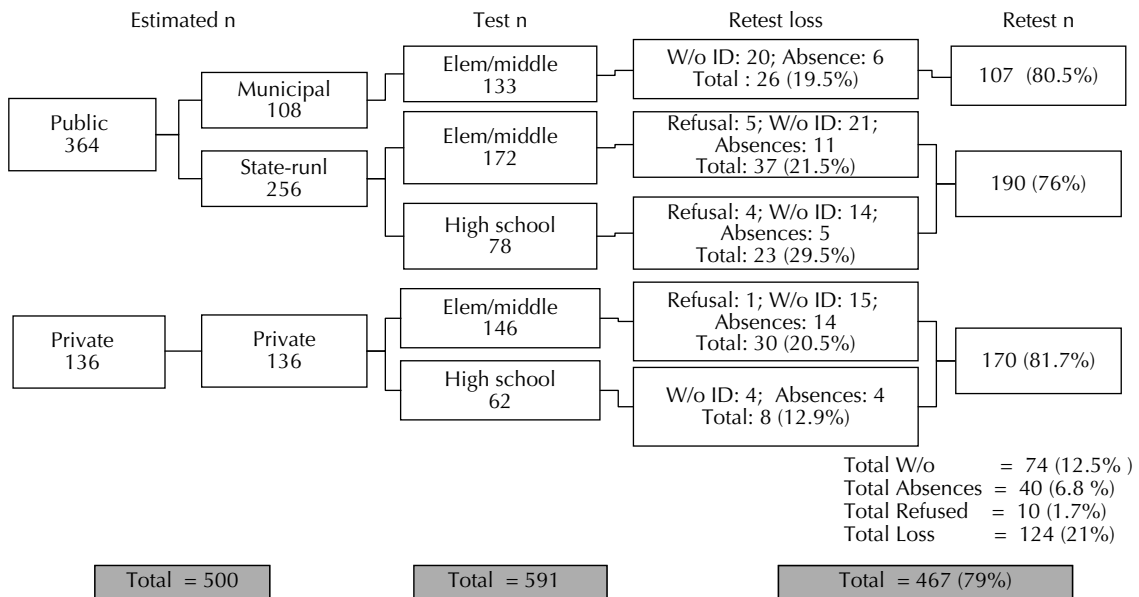 Estimated n
Test n
Retest loss
Retest n
Public
364
Municipal
108
State-runl
256
Elem/middle
133
Elem/middle
172
High school
78
W/o ID: 20; Absence: 6
Total : 26 (19.5%)
Refusal: 5; W/o ID: 21;
Absences: 11
Total: 37 (21.5%)
Refusal: 4; W/o ID: 14;
Absences: 5
Total: 23 (29.5%)
107 (80.5%)
190 (76%)
Private
136
Private
136
Elem/middle
146
High school
62
Refusal: 1; W/o ID: 15;
Absences: 14
Total: 30 (20.5%)
W/o ID: 4; Absences: 4
Total: 8 (12.9%)
170 (81.7%)
Total W/o = 74 (12.5% )
Total Absences = 40 (6.8 %)
Total Refused = 10 (1.7%)
Total Loss = 124 (21%)
Total = 500
Total = 591
Total = 467 (79%)